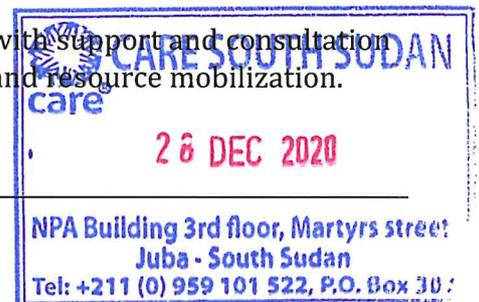 with support and consultation
CARE SOUTH SUDAN
and resource mobilization.
care
28 DEC 2020
NPA Building 3rd floor, Martyrs street
Juba - South Sudan
Tel: +211 (0) 959 101 522, P.O. Box